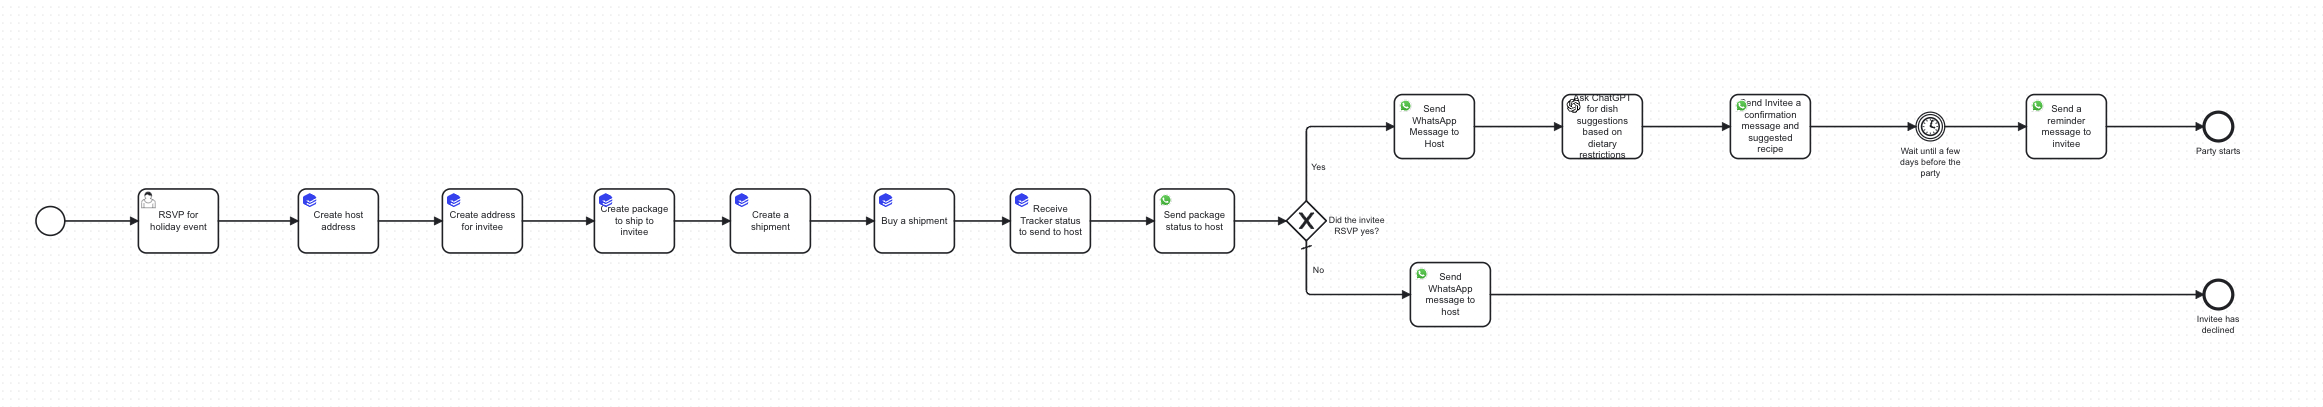 RSVP for
holiday event
Create host
address
Create address
for invitee
Create package
to ship to
invitee
Create a
shipment
Buy a shipment
Receive
Tracker status
to send to host
Send package
status to host
Did the invitee
RSVP yes?
Yes
Send
WhatsApp
Message to
Host
Ask ChatGPT
for dish
suggestions
based on
dietary
restrictions
Send Invitee a
confirmation
message and
suggested
recipe
Wait until a few
days before the
party
Send a
reminder
message to
invitee
Party starts
No
Send
WhatsApp
message to
host
Invitee has
declined